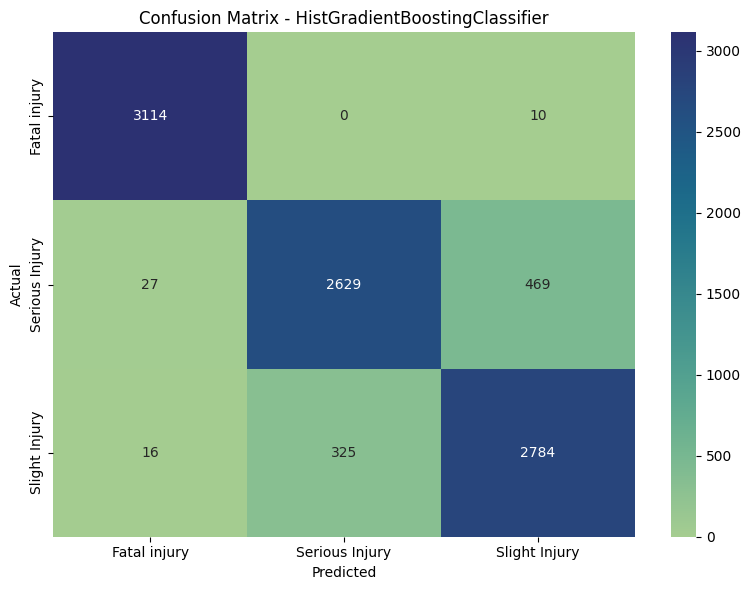 Confusion Matrix - HistGradientBoostingClassifier
Actual
Fatal injury
Serious Injury
Slight Injury
3114 0 10
27 2629 469
16 325 2784
Fatal injury Serious Injury Slight Injury
Predicted
3000
2500
2000
1500
1000
500
0